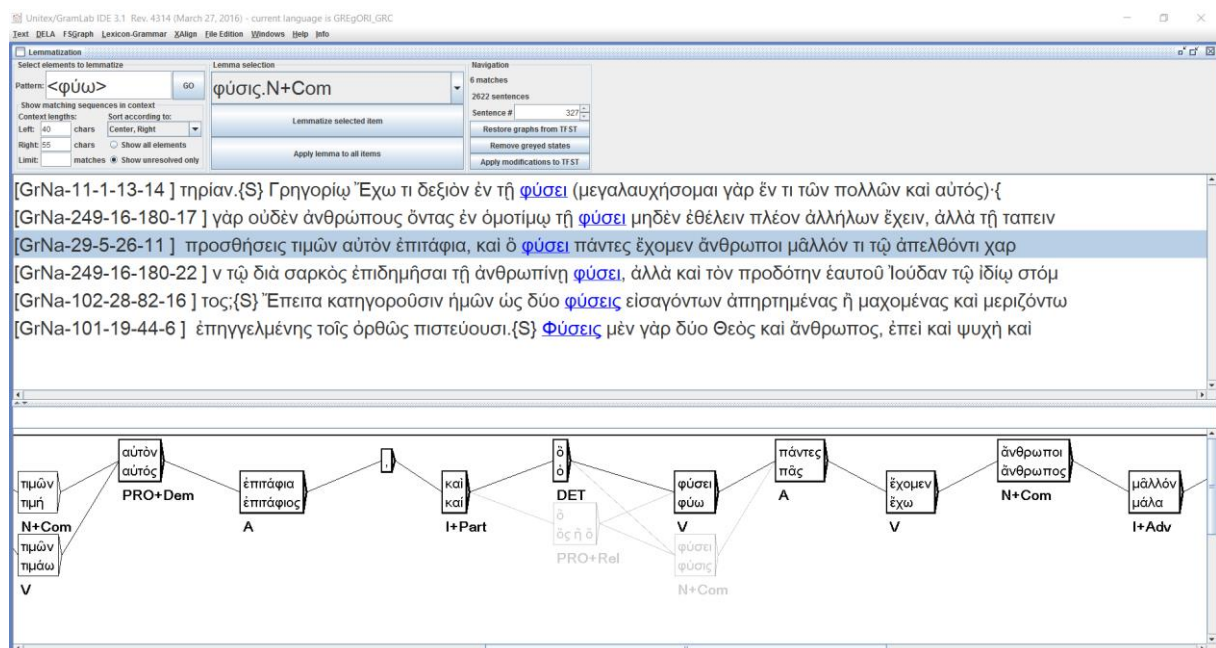 Unitex/GramLab IDE 3.1 Rev. 4314 (March 27, 2016) - current language is GREgORI_GRC
Text DELA FSGraph Lexicon-Grammar XAlign File Edition Windows Help Info
Lemmatization
Select elements to lemmatize
Pattern: <φύω> GO
Show matching sequences in context
Context lengths: Sort according to:
Left: 40 chars Center, Right
Right: 55 chars Show all elements
Limit: matches Show unresolved only
Lemma selection
φύσις.N+Com
Lemmatize selected item
Apply lemma to all items
Navigation
6 matches
2622 sentences
Sentence # 327
Restore graphs from TFST
Remove greyed states
Apply modifications to TFST
[GrNa-11-1-13-14 ] τηρίαν.{S} Γρηγορίῳ Ἔχω τι δεξιὸν ἐν τῇ φύσει (μεγαλαυχήσομαι γὰρ ἕν τι τῶν πολλῶν καὶ αὐτός)·{
[GrNa-249-16-180-17 ] γὰρ οὐδὲν ἀνθρώπους ὄντας ἐν ὁμοτίμῳ τῇ φύσει μηδὲν ἐθέλειν πλέον ἀλλήλων ἔχειν, ἀλλὰ τῇ ταπειν
[GrNa-29-5-26-11 ] προσθήσεις τιμῶν αὐτὸν ἐπιτάφια, καὶ ὃ φύσει πάντες ἔχομεν ἄνθρωποι μᾶλλόν τι τῷ ἀπελθόντι χαρ
[GrNa-249-16-180-22 ] ν τῷ διὰ σαρκὸς ἐπιδημῆσαι τῇ ἀνθρωπίνῃ φύσει, ἀλλὰ καὶ τὸν προδότην ἑαυτοῦ Ἰούδαν τῷ ἰδίῳ στόμ
[GrNa-102-28-82-16 ] τος;{S} Ἔπειτα κατηγοροῦσιν ἡμῶν ὡς δύο φύσεις εἰσαγόντων ἀπηρτημένας ἢ μαχομένας καὶ μεριζόντω
[GrNa-101-19-44-6 ] ἐπηγγελμένης τοῖς ὀρθῶς πιστεύουσι.{S} Φύσεις μὲν γὰρ δύο Θεὸς καὶ ἄνθρωπος, ἐπεὶ καὶ ψυχὴ καὶ
τιμῶν
τιμή
N+Com
τιμῶν
τιμάω
V
αὐτὸν
αὐτός
PRO+Dem
ἐπιτάφια
ἐπιτάφιος
A
,
καὶ
καί
I+Part
ὃ
ὁ
DET
ὃ
ὅς ἥ ὅ
PRO+Rel
φύσει
φύω
V
φύσει
φύσις
N+Com
πάντες
πᾶς
A
ἔχομεν
ἔχω
V
ἄνθρωποι
ἄνθρωπος
N+Com
μᾶλλόν
μάλα
I+Adv